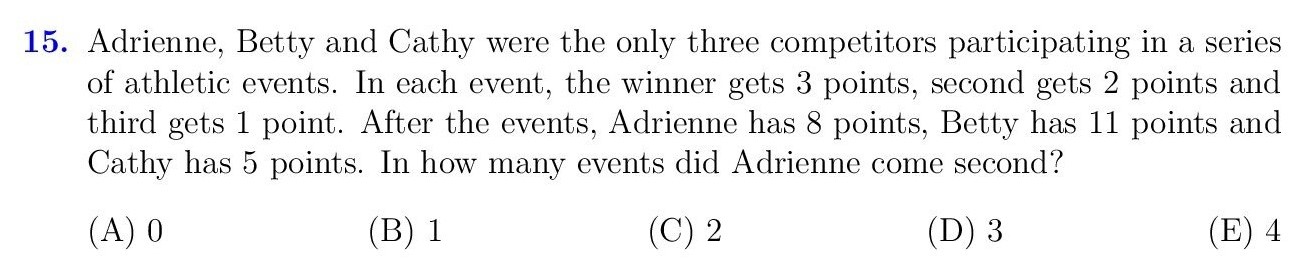 15. Adrienne, Betty and Cathy were the only three competitors participating in a series
of athletic events. In each event, the winner gets 3 points, second gets 2 points and
third gets 1 point. After the events, Adrienne has 8 points, Betty has 11 points and
Cathy has 5 points. In how many events did Adrienne come second?
(A) 0 (B) 1 (C) 2 (D) 3 (E) 4